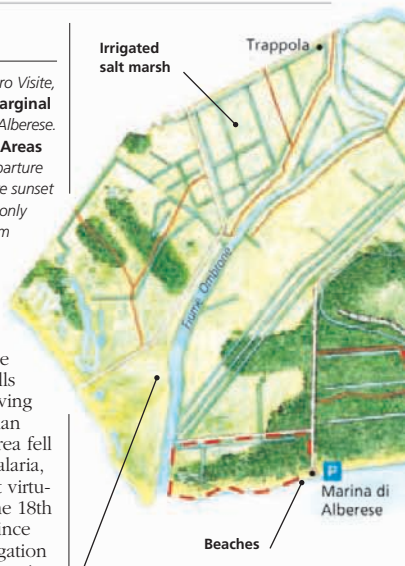 ro Visite,
arginal
Alberese.
Areas
parture
e sunset
only
m
e
lls
ving
an
rea fell
alaria,
t virtu-
ne 18th
ince
gation
Irrigated
salt marsh
Trappola
Fiume Ombrone
P
Marina di
Alberese
Beaches